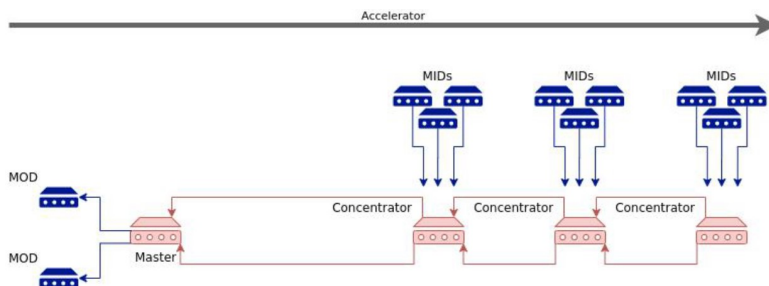 Accelerator
MIDs
MIDs
MIDs
MOD
Concentrator
Concentrator
Concentrator
MOD
Master